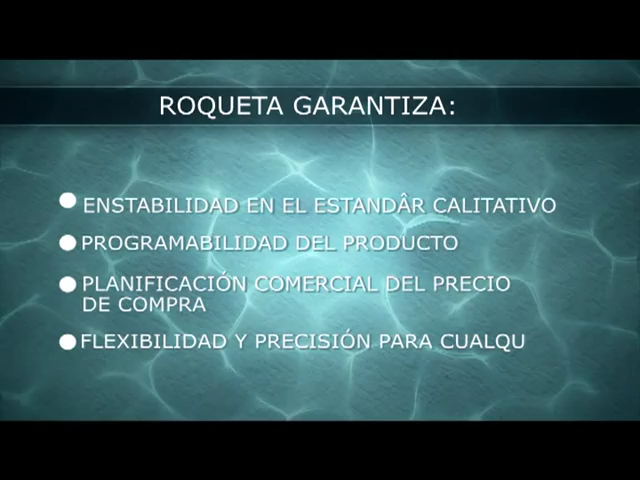 ROQUETA GARANTIZA:
ENSTABILIDAD EN EL ESTANDÂR CALITATIVO
PROGRAMABILIDAD DEL PRODUCTO
PLANIFICACIÓN COMERCIAL DEL PRECIO
DE COMPRA
FLEXIBILIDAD Y PRECISIÓN PARA CUALQU